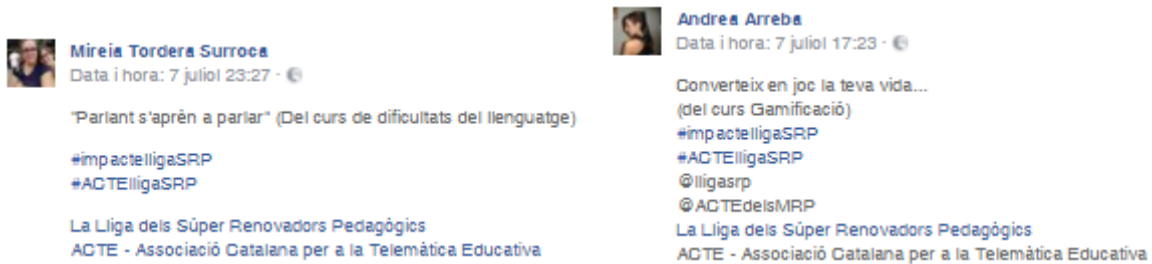 Mireia Tordera Surroca
Data i hora: 7 juliol 23:27 ·
"Parlant s'aprèn a parlar" (Del curs de dificultats del llenguatge)
#impactelligaSRP
#ACTElligaSRP
La Lliga dels Súper Renovadors Pedagògics
ACTE - Associació Catalana per a la Telemàtica Educativa
Andrea Arreba
Data i hora: 7 juliol 17:23 ·
Converteix en joc la teva vida...
(del curs Gamificació)
#impactelligaSRP
#ACTElligaSRP
@lligasrp
@ACTEdelsMRP
La Lliga dels Súper Renovadors Pedagògics
ACTE - Associació Catalana per a la Telemàtica Educativa